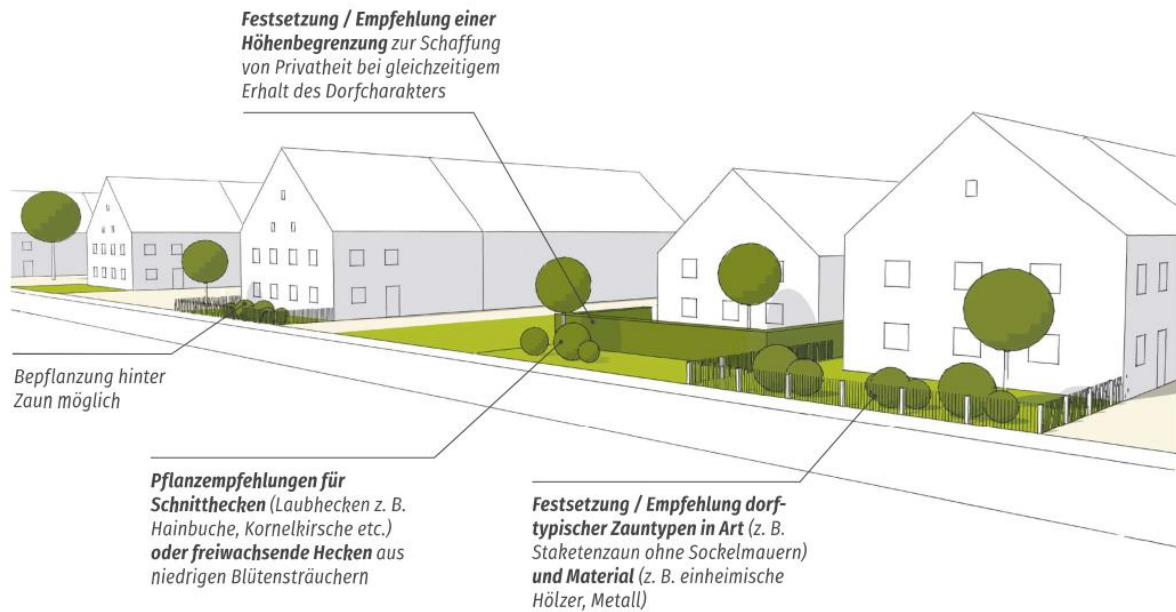 Festsetzung / Empfehlung einer
Höhenbegrenzung zur Schaffung
von Privatheit bei gleichzeitigem
Erhalt des Dorfcharakters
Bepflanzung hinter
Zaun möglich
Pflanzempfehlungen für
Schnitthecken (Laubhecken z. B.
Hainbuche, Kornelkirsche etc.)
oder freiwachsende Hecken aus
niedrigen Blütensträuchern
Festsetzung / Empfehlung dorf-
typischer Zauntypen in Art (z. B.
Staketenzaun ohne Sockelmauern)
und Material (z. B. einheimische
Hölzer, Metall)